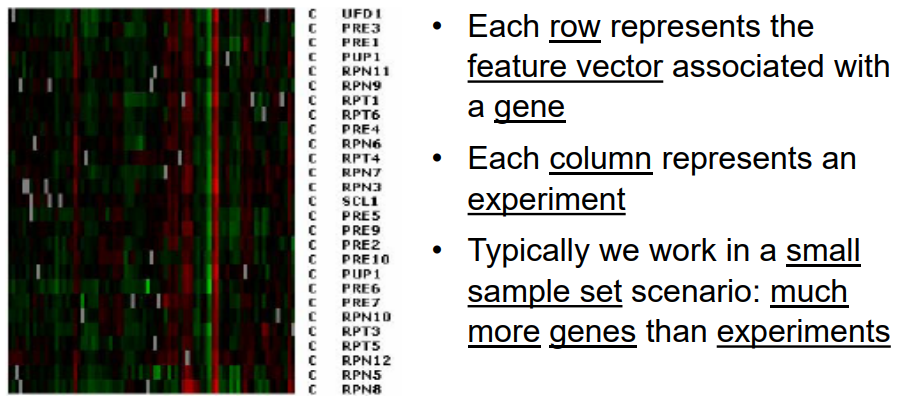 C UFD1
C PRE3
C PRE1
C PUP1
C RPN11
C RPN9
C RPT1
C RPT6
C PRE4
C RPN6
C RPT4
C RPN7
C RPN3
C SCL1
C PRE5
C PRE9
C PRE2
C PRE10
C PUP1
C PRE6
C PRE7
C RPN10
C RPT3
C RPT5
C RPN12
C RPN5
C RPN8
• Each row represents the
feature vector associated with
a gene
• Each column represents an
experiment
• Typically we work in a small
sample set scenario: much
more genes than experiments